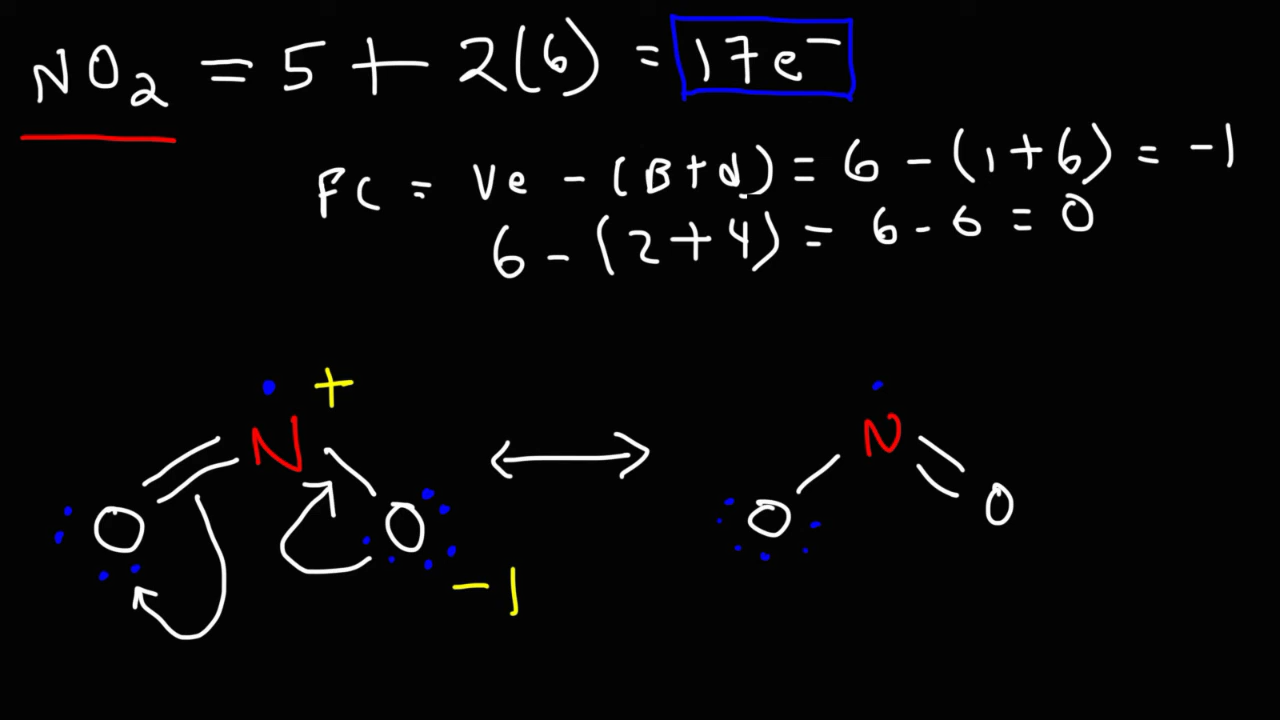 NO₂ = 5 + 2(6) = 17e⁻
FC = Ve - (B+d) = 6 - (1+6) = -1
6 - (2+4) = 6 - 6 = 0
N +
O O
-1
N
O O